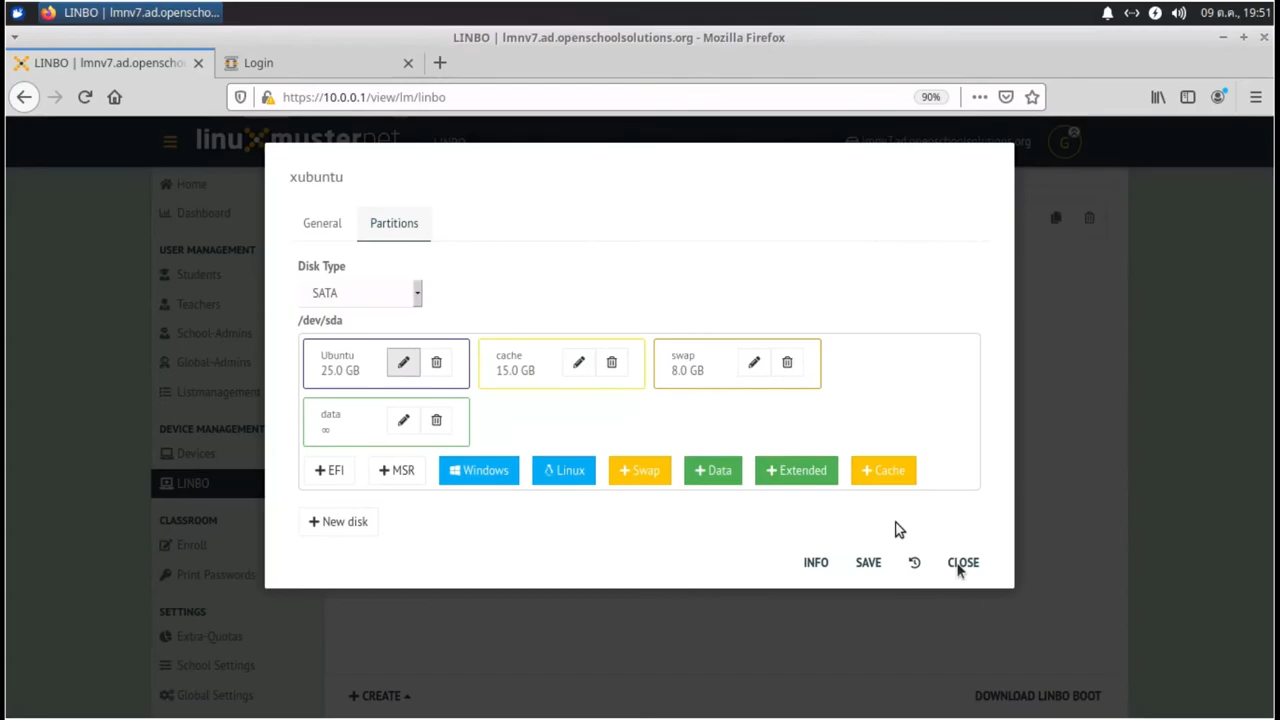 LINBO | lmnv7.ad.openscho...
09 ต.ค., 19:51
LINBO | lmnv7.ad.openschoolsolutions.org - Mozilla Firefox
LINBO | lmnv7.ad.openscho
Login
https://10.0.0.1/view/lm/linbo
90%
linuxmusternet
LINBO
lmnv7.ad.openschoolsolutions.org
G
Home
Dashboard
USER MANAGEMENT
Students
Teachers
School-Admins
Global-Admins
Listmanagement
DEVICE MANAGEMENT
Devices
LINBO
CLASSROOM
Enroll
Print Passwords
SETTINGS
Extra-Quotas
School Settings
Global Settings
xubuntu
General
Partitions
Disk Type
SATA
/dev/sda
Ubuntu
25.0 GB
cache
15.0 GB
swap
8.0 GB
data
∞
+ EFI
+ MSR
Windows
Linux
+ Swap
+ Data
+ Extended
+ Cache
+ New disk
INFO
SAVE
CLOSE
+ CREATE
DOWNLOAD LINBO BOOT